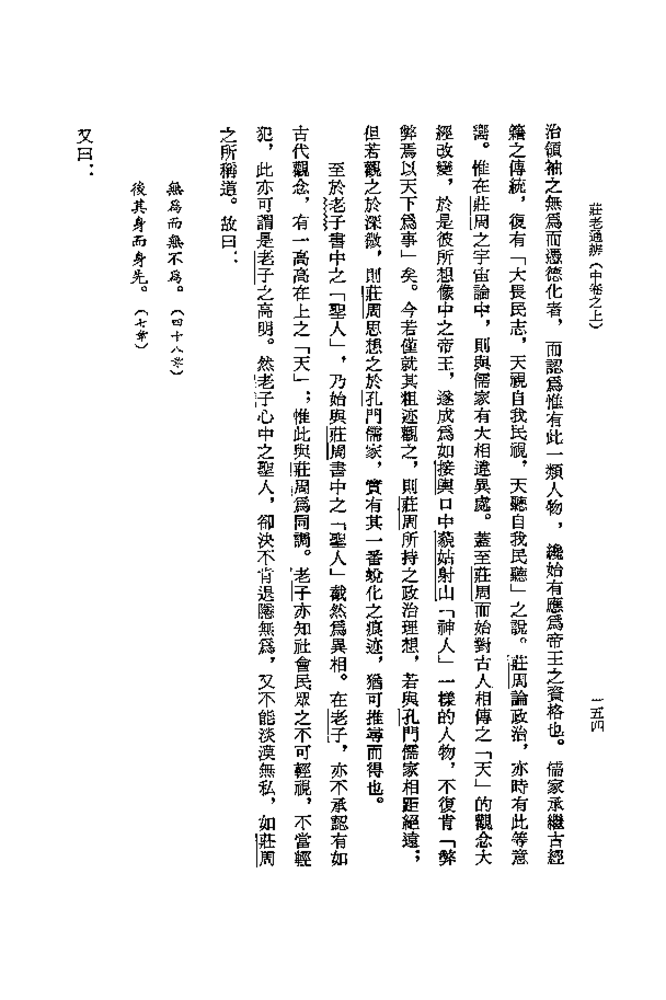 莊老通辨（中卷之上）
一五四
治領袖之無爲而憑德化者，而認爲惟有此一類人物，纔始有應爲帝王之資格也。儒家承繼古經
籍之傳統，復有「大畏民志，天視自我民視，天聽自我民聽」之說。莊周論政治，亦時有此等意
嚮。惟在莊周之宇宙論中，則與儒家有大相違異處。蓋至莊周而始對古人相傳之「天」的觀念大
經改變，於是彼所想像中之帝王，遂成爲如接輿口中藐姑射山「神人」一樣的人物，不復肯「弊
弊焉以天下爲事」矣。今若僅就其粗迹觀之，則莊周所持之政治理想，若與孔門儒家相距絕遠；
但若觀之於深微，則莊周思想之於孔門儒家，實有其一番蛻化之痕迹，猶可推尋而得也。
至於老子書中之「聖人」，乃始與莊周書中之「聖人」截然爲異相。在老子，亦不承認有如
古代觀念，有一高高在上之「天」；惟此與莊周爲同調。老子亦知社會民眾之不可輕視，不當輕
犯，此亦可謂是老子之高明。然老子心中之聖人，卻決不肯退隱無爲，又不能淡漠無私，如莊周
之所稱道。故曰：
無爲而無不爲。（四十八章）
後其身而身先。（七章）
又曰：